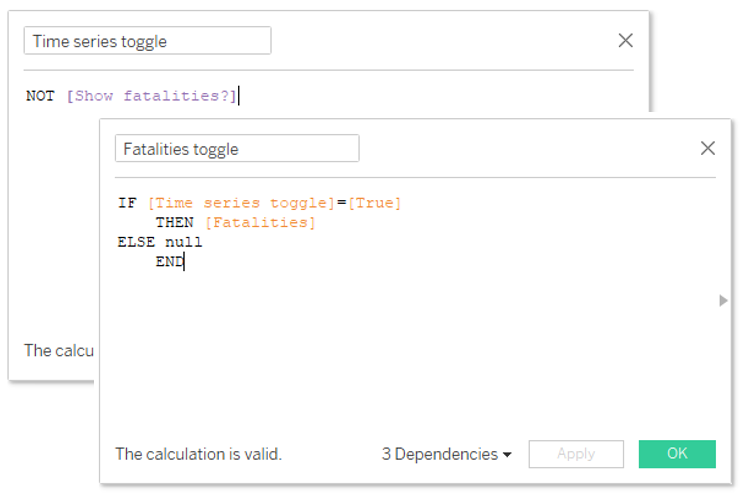 Time series toggle
NOT [Show fatalities?]
The calcu
Fatalities toggle
IF [Time series toggle]=[True]
THEN [Fatalities]
ELSE null
END
The calculation is valid.
3 Dependencies
Apply
OK